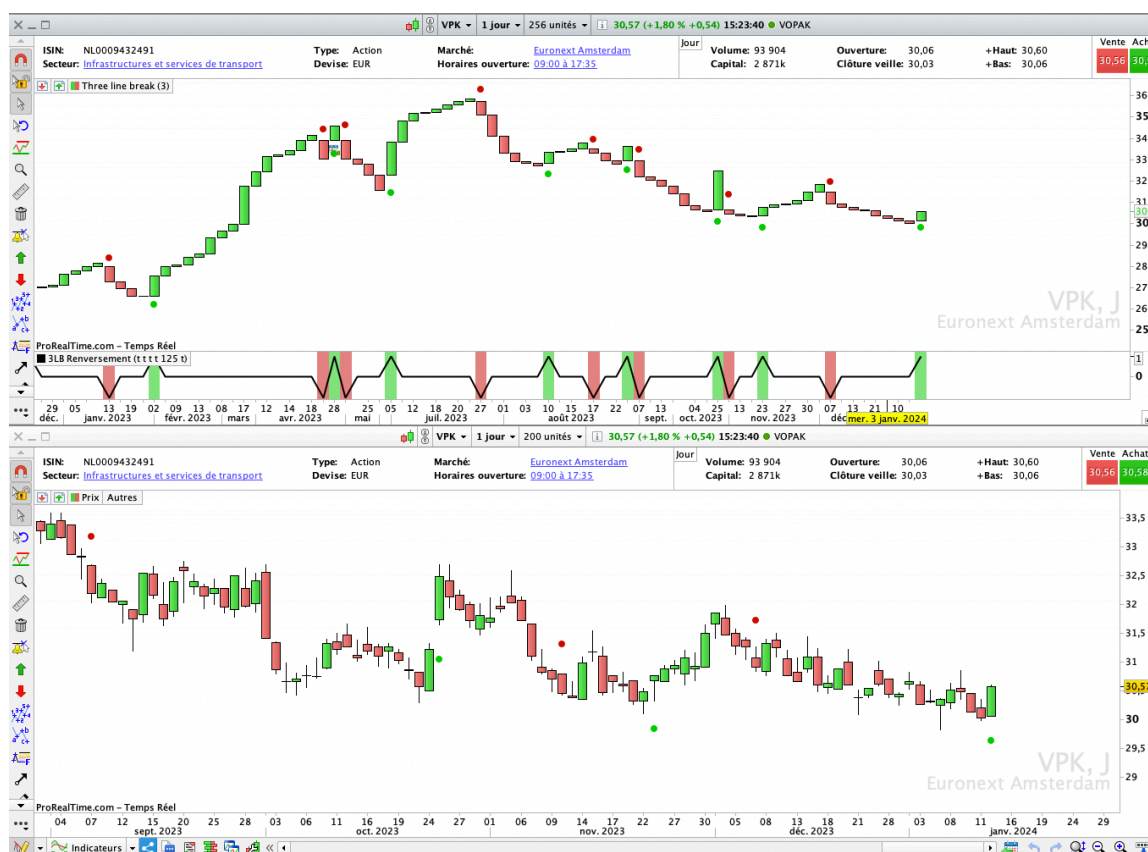 VPK 1 jour 256 unités 30,57 (+1,80 % +0,54) 15:23:40 VOPAK
ISIN: NL0009432491 Type: Action Marché: Euronext Amsterdam Jour Volume: 93 904 Ouverture: 30,06 +Haut: 30,60 Vente
Secteur: Infrastructures et services de transport Devise: EUR Horaires ouverture: 09:00 à 17:35 Capital: 2 871k Clôture veille: 30,03 +Bas: 30,06 30,56
Three line break (3)
36
35
34
33
32
31
30
29
28
27
26
25
VPK, J
Euronext Amsterdam
ProRealTime.com - Temps Réel
3LB Renversement (t t t t 125 t)
1
0
29 05 13 02 09 13 08 17 12 14 18 28 25 05 12 20 27 01 03 10 15 17 24 07 13 04 25 13 23 27 30 07 13 21 10
déc. janv. 2023 févr. 2023 mars avr. 2023 mai juil. 2023 août 2023 sept. oct. 2023 nov. 2023 mer. 3 janv. 2024
VPK 1 jour 200 unités 30,57 (+1,80 % +0,54) 15:23:40 VOPAK
ISIN: NL0009432491 Type: Action Marché: Euronext Amsterdam Jour Volume: 93 904 Ouverture: 30,06 +Haut: 30,60 Vente Achat
Secteur: Infrastructures et services de transport Devise: EUR Horaires ouverture: 09:00 à 17:35 Capital: 2 871k Clôture veille: 30,03 +Bas: 30,06 30,56 30,58
Prix Autres
33,5
33
32,5
32
31,5
31
30,57
30
29,5
29
VPK, J
Euronext Amsterdam
ProRealTime.com - Temps Réel
04 07 12 15 20 25 28 03 06 11 16 19 24 27 01 06 09 14 17 22 27 30 05 08 13 18 21 28 03 08 11 16 19 24 29
sept. 2023 oct. 2023 nov. 2023 déc. 2023 janv. 2024
Indicateurs